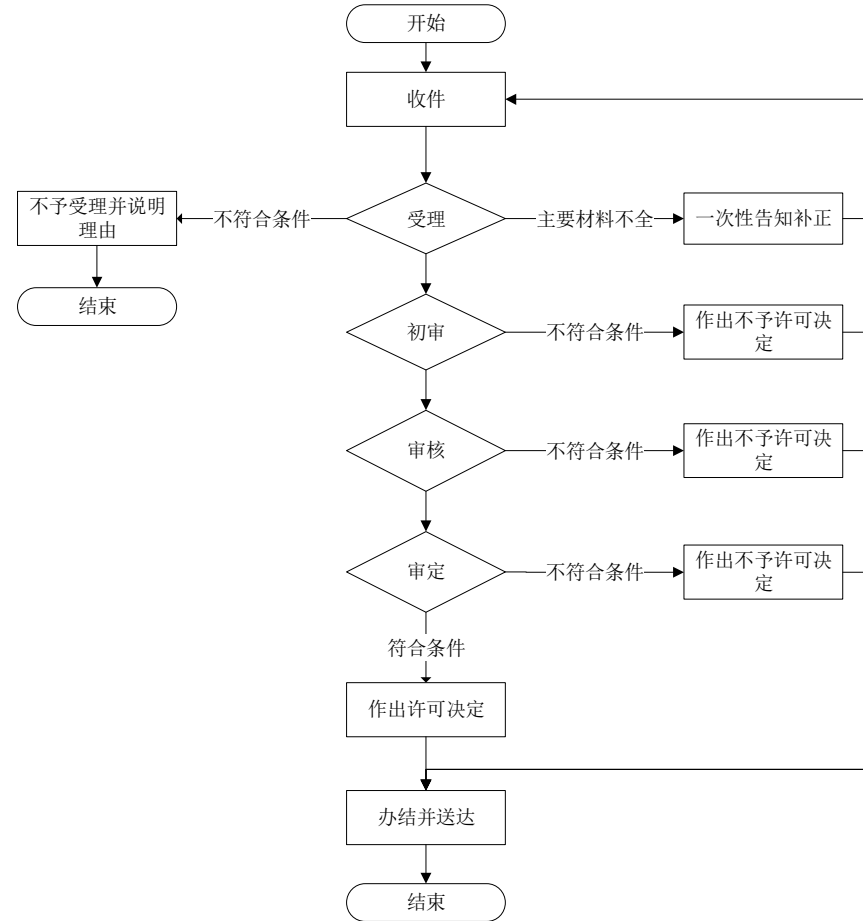 开始
收件
不予受理并说明
理由
不符合条件
受理
主要材料不全
一次性告知补正
结束
初审
不符合条件
作出不予许可决
定
审核
不符合条件
作出不予许可决
定
审定
不符合条件
作出不予许可决
定
符合条件
作出许可决定
办结并送达
结束